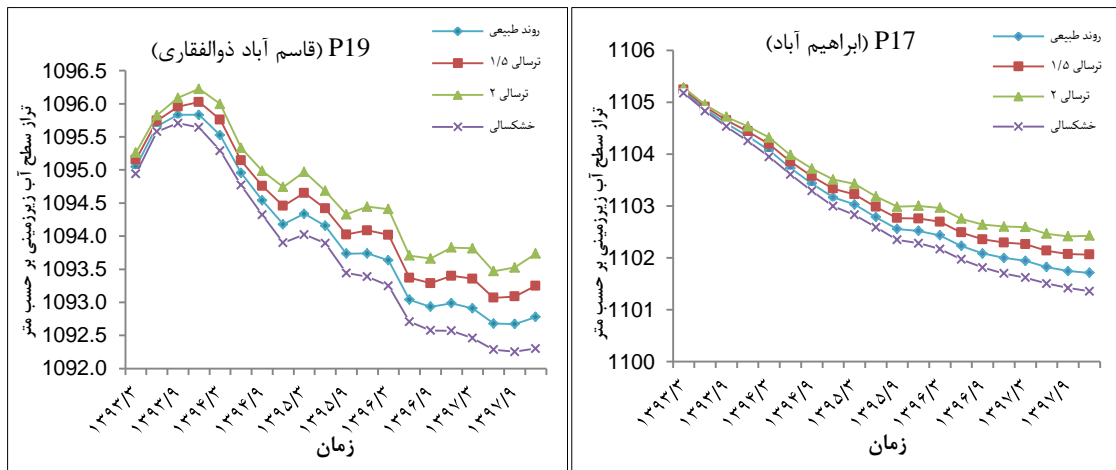 P19 (قاسم آباد ذوالفقاری)
روند طبیعی
ترسالی ۱/۵
ترسالی ۲
خشکسالی
تراز سطح آب زیرزمینی بر حسب متر
1096.5
1096.0
1095.5
1095.0
1094.5
1094.0
1093.5
1093.0
1092.5
1092.0
۱۳۹۳/۳
۱۳۹۳/۹
۱۳۹۴/۳
۱۳۹۴/۹
۱۳۹۵/۳
۱۳۹۵/۹
۱۳۹۶/۳
۱۳۹۶/۹
۱۳۹۷/۳
۱۳۹۷/۹
زمان
P17 (ابراهیم آباد)
روند طبیعی
ترسالی ۱/۵
ترسالی ۲
خشکسالی
تراز سطح آب زیرزمینی بر حسب متر
1106
1105
1104
1103
1102
1101
1100
۱۳۹۳/۳
۱۳۹۳/۹
۱۳۹۴/۳
۱۳۹۴/۹
۱۳۹۵/۳
۱۳۹۵/۹
۱۳۹۶/۳
۱۳۹۶/۹
۱۳۹۷/۳
۱۳۹۷/۹
زمان